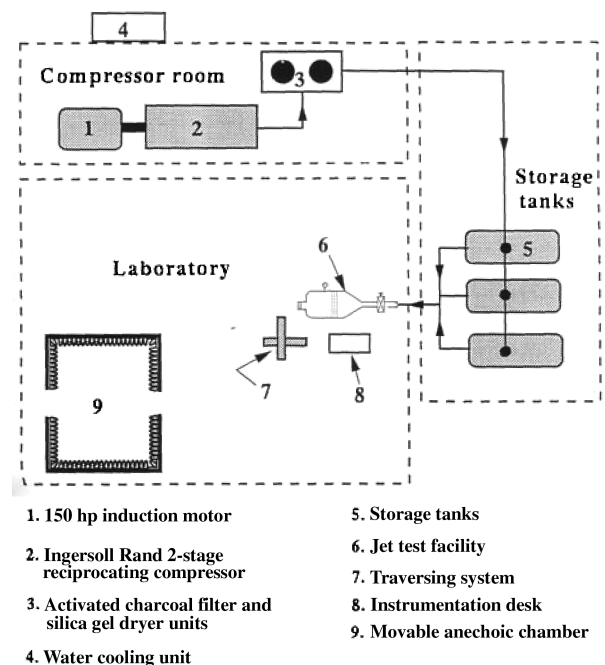 4
Compressor room
3
1
2
Storage
tanks
5
6
Laboratory
7
8
9
1. 150 hp induction motor
2. Ingersoll Rand 2-stage
reciprocating compressor
3. Activated charcoal filter and
silica gel dryer units
4. Water cooling unit
5. Storage tanks
6. Jet test facility
7. Traversing system
8. Instrumentation desk
9. Movable anechoic chamber